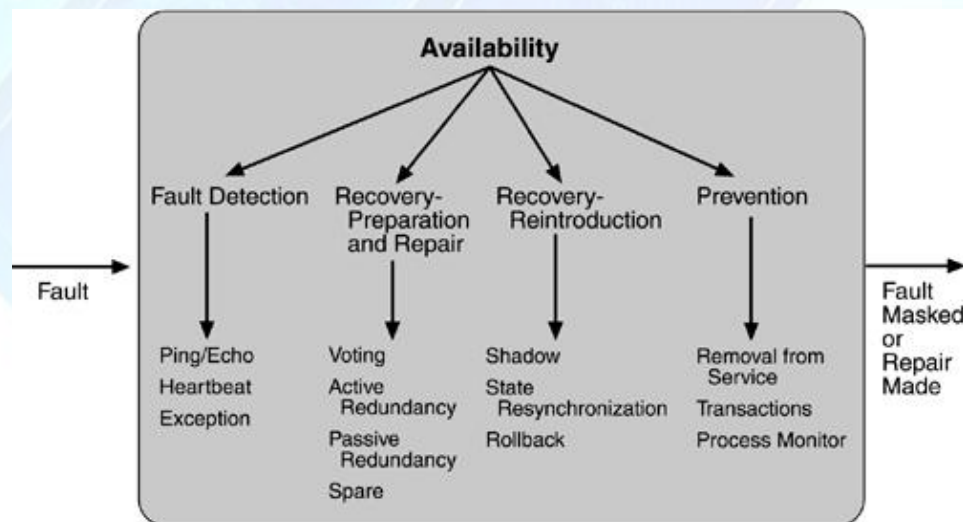 Availability
Fault Detection
Recovery-
Preparation
and Repair
Recovery-
Reintroduction
Prevention
Fault
Ping/Echo
Heartbeat
Exception
Voting
Active
Redundancy
Passive
Redundancy
Spare
Shadow
State
Resynchronization
Rollback
Removal from
Service
Transactions
Process Monitor
Fault
Masked
or
Repair
Made